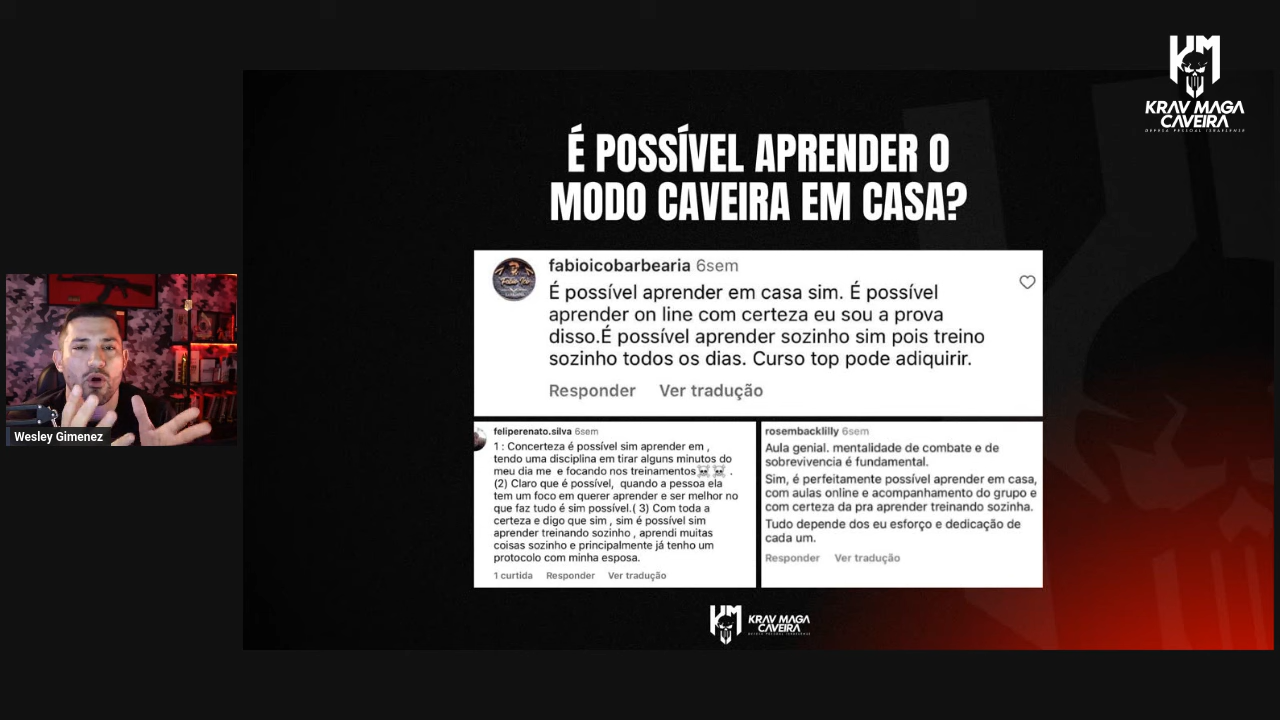 KM
KRAV MAGA
CAVEIRA
DEFESA PESSOAL ISRAELENSE
É POSSÍVEL APRENDER O
MODO CAVEIRA EM CASA?
fabioicobarbearia 6sem
É possível aprender em casa sim. É possível
aprender on line com certeza eu sou a prova
disso.É possível aprender sozinho sim pois treino
sozinho todos os dias. Curso top pode adiquirir.
Responder Ver tradução
Wesley Gimenez
feliperenato.silva 6sem
1 : Concerteza é possível sim aprender em ,
tendo uma disciplina em tirar alguns minutos do
meu dia me e focando nos treinamentos☠️☠️ .
(2) Claro que é possível, quando a pessoa ela
tem um foco em querer aprender e ser melhor no
que faz tudo é sim possível.( 3) Com toda a
certeza e digo que sim , sim é possível sim
aprender treinando sozinho , aprendi muitas
coisas sozinho e principalmente já tenho um
protocolo com minha esposa.
1 curtida Responder Ver tradução
rosembacklilly 6sem
Aula genial. mentalidade de combate e de
sobrevivencia é fundamental.
Sim, é perfeitamente possível aprender em casa,
com aulas online e acompanhamento do grupo e
com certeza da pra aprender treinando sozinha.
Tudo depende dos eu esforço e dedicação de
cada um.
Responder Ver tradução
KM
KRAV MAGA
CAVEIRA